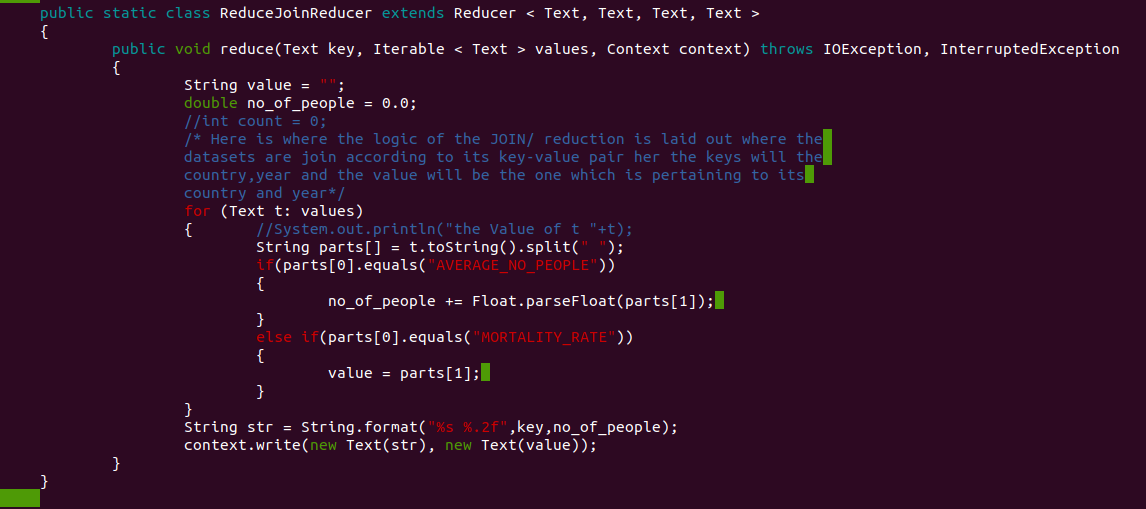 public static class ReduceJoinReducer extends Reducer < Text, Text, Text, Text >
{
public void reduce(Text key, Iterable < Text > values, Context context) throws IOException, InterruptedException
{
String value = "";
double no_of_people = 0.0;
//int count = 0;
/* Here is where the logic of the JOIN/ reduction is laid out where the
datasets are join according to its key-value pair her the keys will the
country,year and the value will be the one which is pertaining to its
country and year*/
for (Text t: values)
{ //System.out.println("the Value of t "+t);
String parts[] = t.toString().split(" ");
if(parts[0].equals("AVERAGE_NO_PEOPLE"))
{
no_of_people += Float.parseFloat(parts[1]);
}
else if(parts[0].equals("MORTALITY_RATE"))
{
value = parts[1];
}
}
String str = String.format("%s %.2f",key,no_of_people);
context.write(new Text(str), new Text(value));
}
}